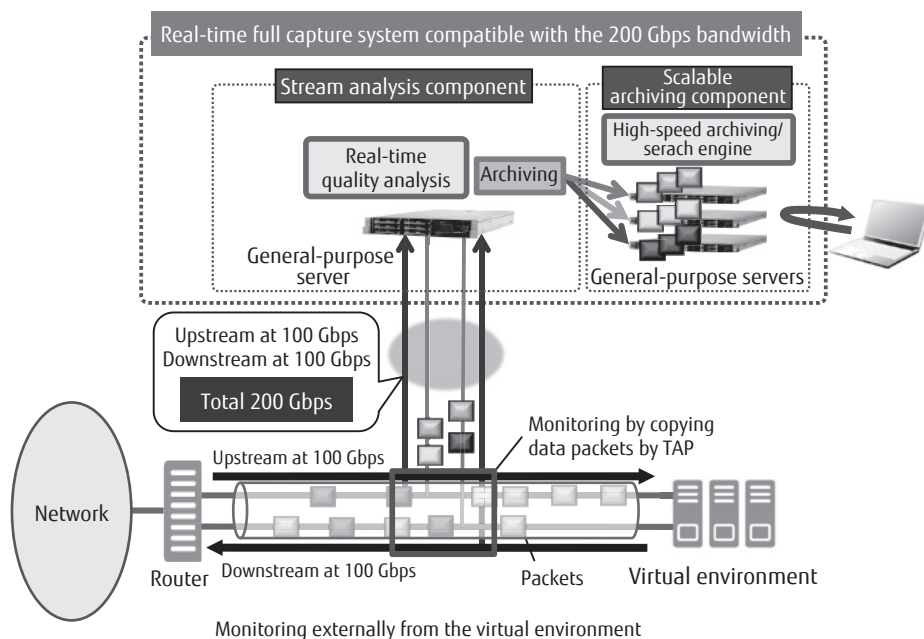 Real-time full capture system compatible with the 200 Gbps bandwidth
Stream analysis component
Scalable
archiving component
High-speed archiving/
serach engine
Real-time
quality analysis
Archiving
General-purpose
server
General-purpose servers
Upstream at 100 Gbps
Downstream at 100 Gbps
Total 200 Gbps
Monitoring by copying
data packets by TAP
Upstream at 100 Gbps
Network
Router
Downstream at 100 Gbps
Packets
Virtual environment
Monitoring externally from the virtual environment